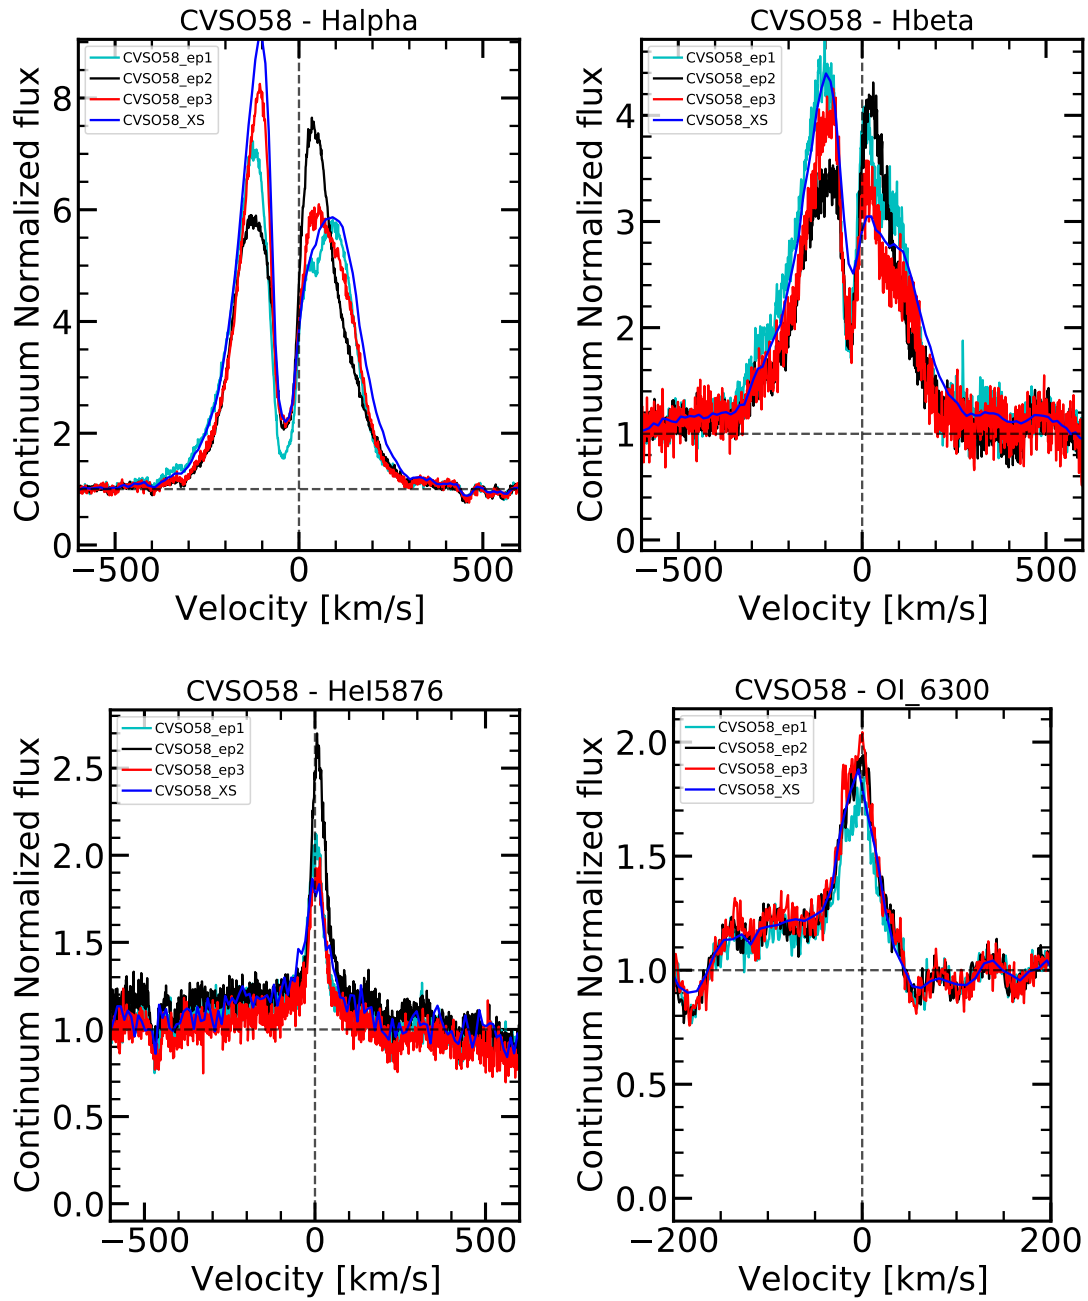 CVSO58 - Halpha
CVSO58_ep1
CVSO58_ep2
CVSO58_ep3
CVSO58_XS
Continuum Normalized flux
8
6
4
2
0
−500
0
500
Velocity [km/s]
CVSO58 - Hbeta
CVSO58_ep1
CVSO58_ep2
CVSO58_ep3
CVSO58_XS
Continuum Normalized flux
4
3
2
1
0
−500
0
500
Velocity [km/s]
CVSO58 - HeI5876
CVSO58_ep1
CVSO58_ep2
CVSO58_ep3
CVSO58_XS
Continuum Normalized flux
2.5
2.0
1.5
1.0
0.5
0.0
−500
0
500
Velocity [km/s]
CVSO58 - OI_6300
CVSO58_ep1
CVSO58_ep2
CVSO58_ep3
CVSO58_XS
Continuum Normalized flux
2.0
1.5
1.0
0.5
0.0
−200
0
200
Velocity [km/s]